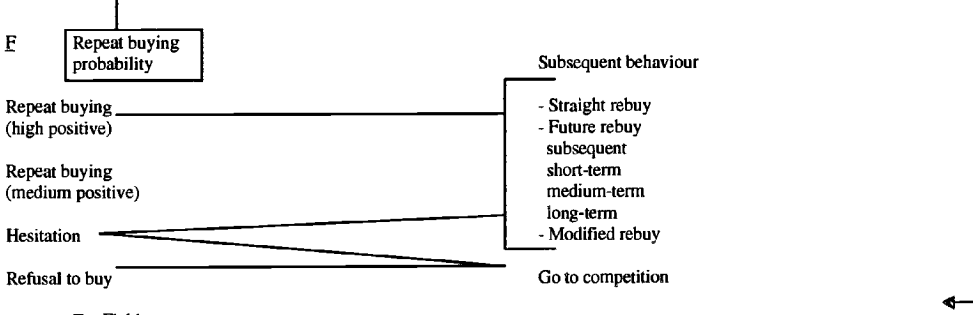 F
Repeat buying
probability
Subsequent behaviour
Repeat buying
(high positive)
- Straight rebuy
- Future rebuy
subsequent
short-term
medium-term
long-term
- Modified rebuy
Repeat buying
(medium positive)
Hesitation
Refusal to buy
Go to competition